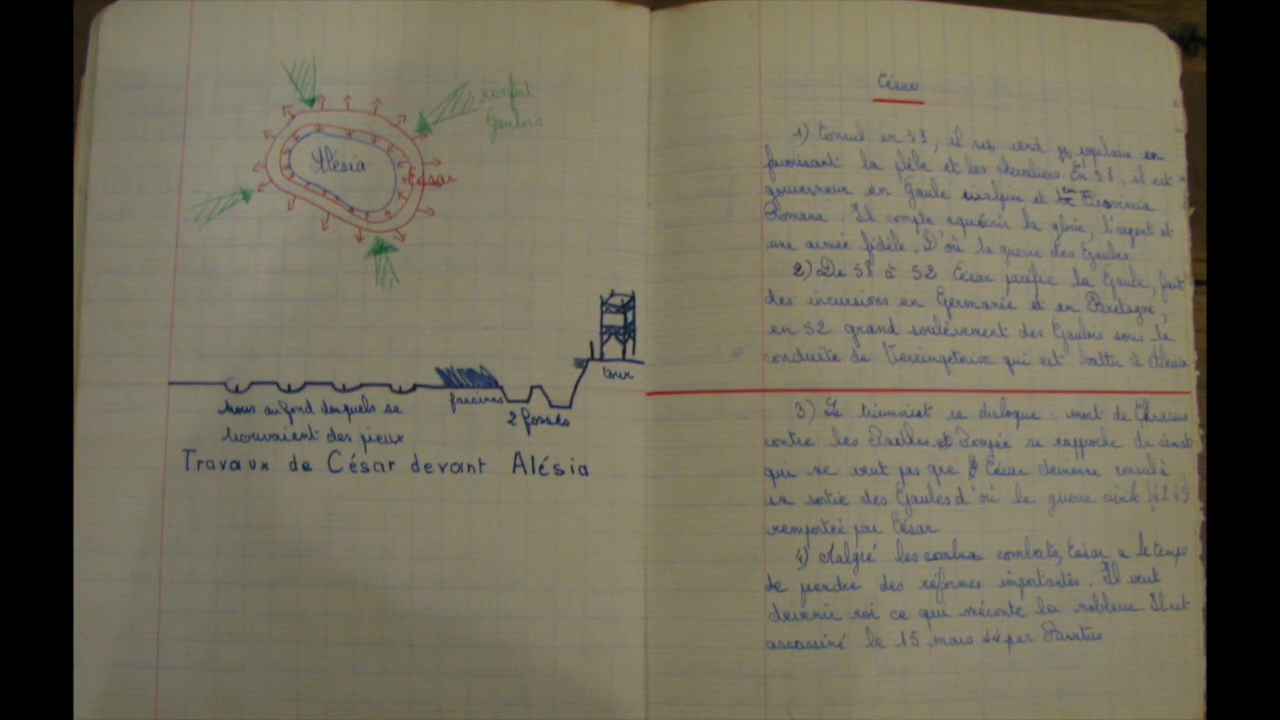 Alésia
César
renfort
Gaulois
trous au fond desquels se
trouvaient des pieux
fascines
2 fossés
tour
Travaux de César devant Alésia
César
1) Consul en 59, il se rend populaire en
favorisant la plèbe et les chevaliers. En 58, il est
gouverneur en Gaule cisalpine et Provincia
Romana. Il compte acquérir la gloire, l'argent et
une armée fidèle. D'où la guerre des Gaules.
2) De 58 à 52 César pacifie la Gaule, fait
des incursions en Germanie et en Bretagne,
en 52 grand soulèvement des Gaulois sous la
conduite de Vercingetorix qui est battu à Alésia
3) Le triumvirat se disloque : mort de Crassus
contre les Parthes et Pompée se rapproche du sénat
qui ne veut pas que César devienne consul à
sa sortie des Gaules d'où la guerre civile
remportée par César
4) Malgré les combats, César a le temps
de prendre des réformes importantes. Il veut
devenir roi ce qui mécontente la noblesse. Il est
assassiné le 15 mars 44 par Brutus